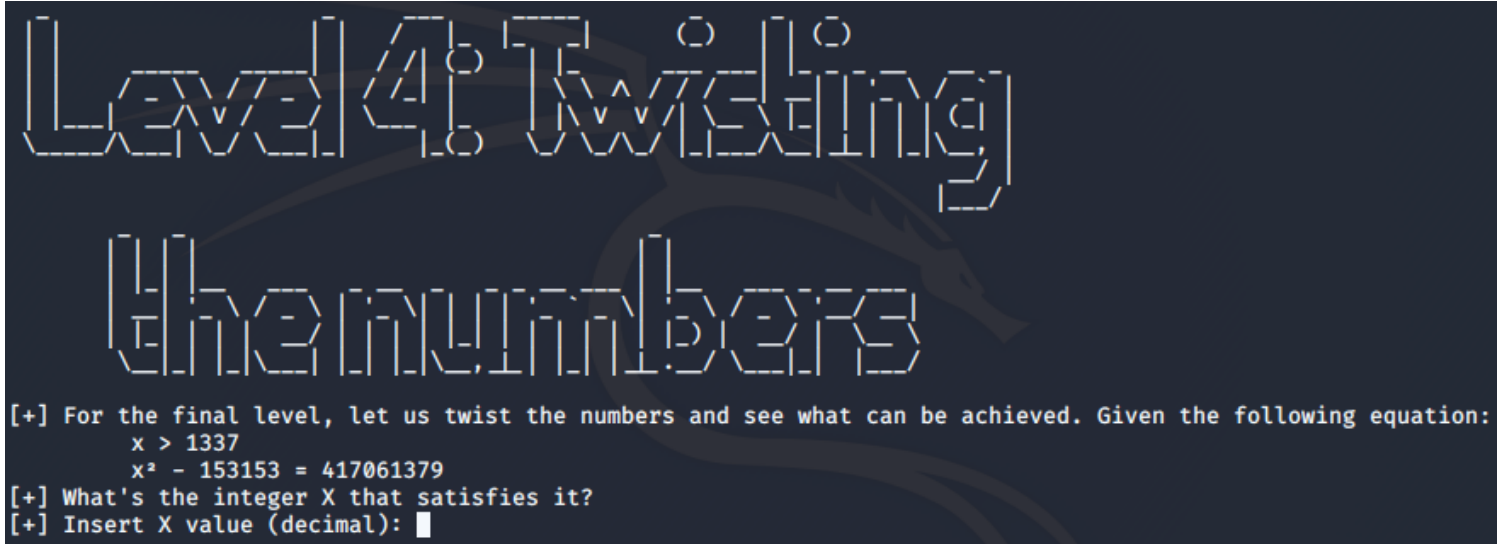 Level 4: Twisting
the numbers
[+] For the final level, let us twist the numbers and see what can be achieved. Given the following equation:
x > 1337
x² - 153153 = 417061379
[+] What's the integer X that satisfies it?
[+] Insert X value (decimal):